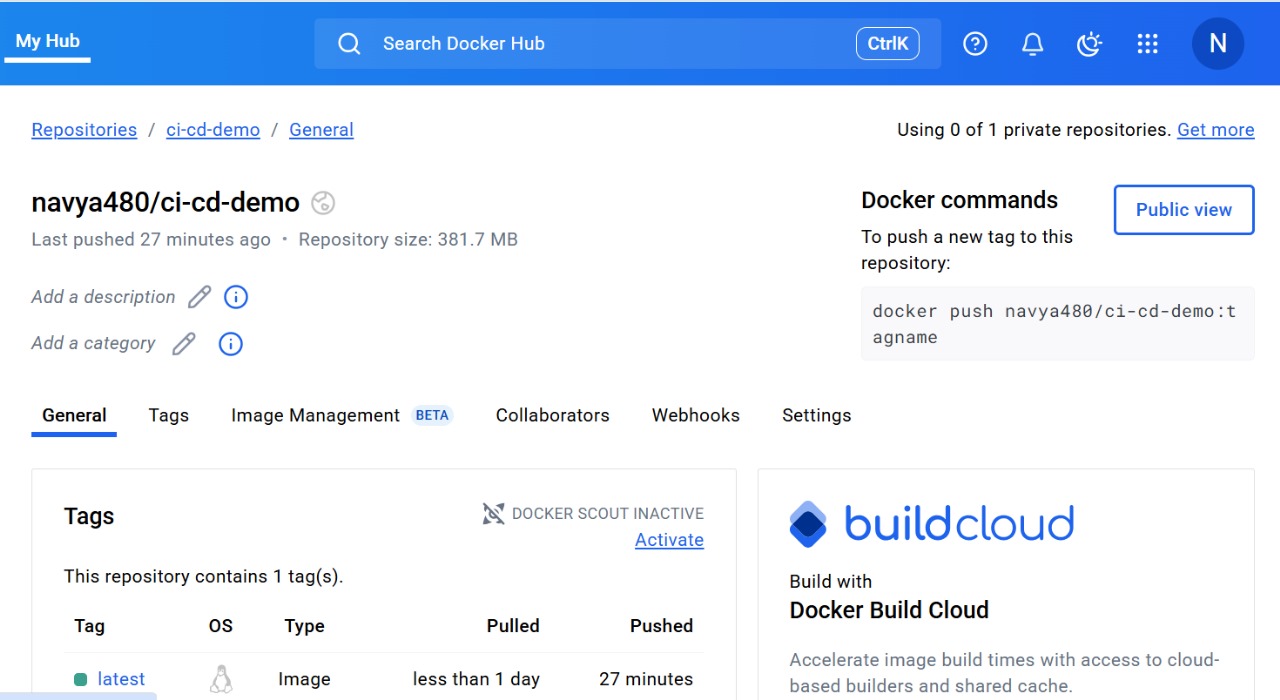 My Hub
Search Docker Hub
CtrlK
N
Repositories / ci-cd-demo / General
Using 0 of 1 private repositories. Get more
navya480/ci-cd-demo
Last pushed 27 minutes ago • Repository size: 381.7 MB
Add a description
Add a category
Docker commands
Public view
To push a new tag to this
repository:
docker push navya480/ci-cd-demo:t
agname
General Tags Image Management BETA Collaborators Webhooks Settings
Tags
DOCKER SCOUT INACTIVE
Activate
This repository contains 1 tag(s).
Tag OS Type Pulled Pushed
latest Image less than 1 day 27 minutes
buildcloud
Build with
Docker Build Cloud
Accelerate image build times with access to cloud-
based builders and shared cache.